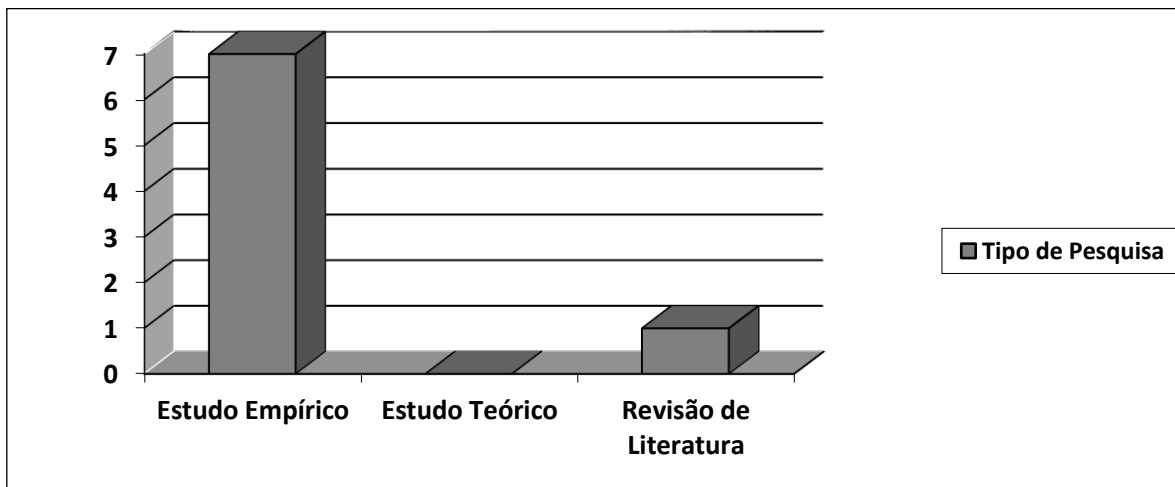 7
6
5
4
3
2
1
0
Estudo Empírico
Estudo Teórico
Revisão de
Literatura
Tipo de Pesquisa